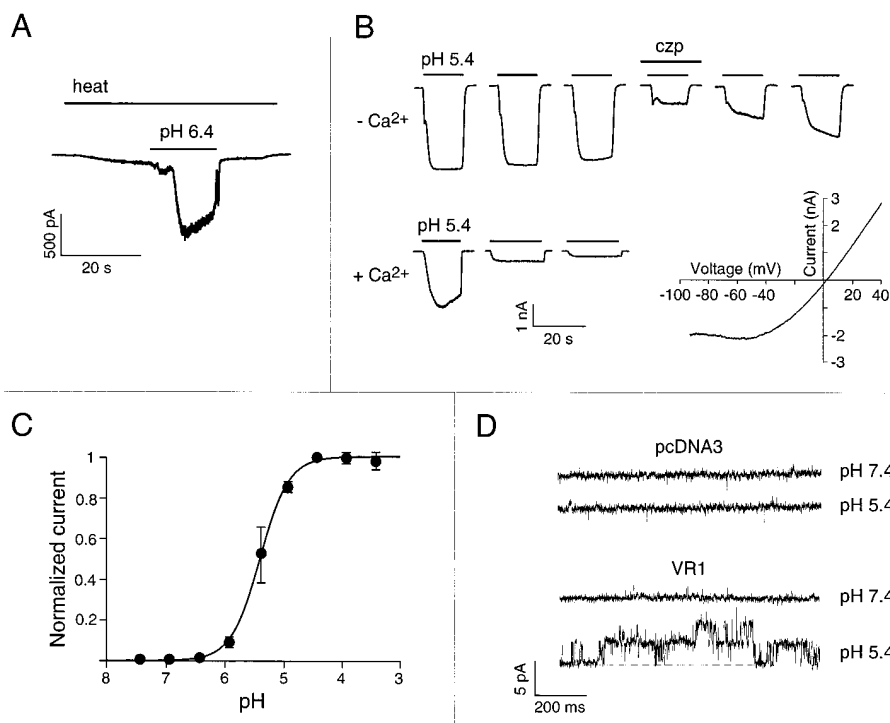 A
heat
pH 6.4
500 pA
20 s
B
czp
pH 5.4
- Ca2+
pH 5.4
+ Ca2+
1 nA
20 s
Current (nA)
3
2
Voltage (mV)
-100 -80 -60 -40 20 40
-2
-3
C
Normalized current
1
0.8
0.6
0.4
0.2
8 7 6 5 4 3
pH
D
pcDNA3
pH 7.4
pH 5.4
VR1
pH 7.4
pH 5.4
5 pA
200 ms